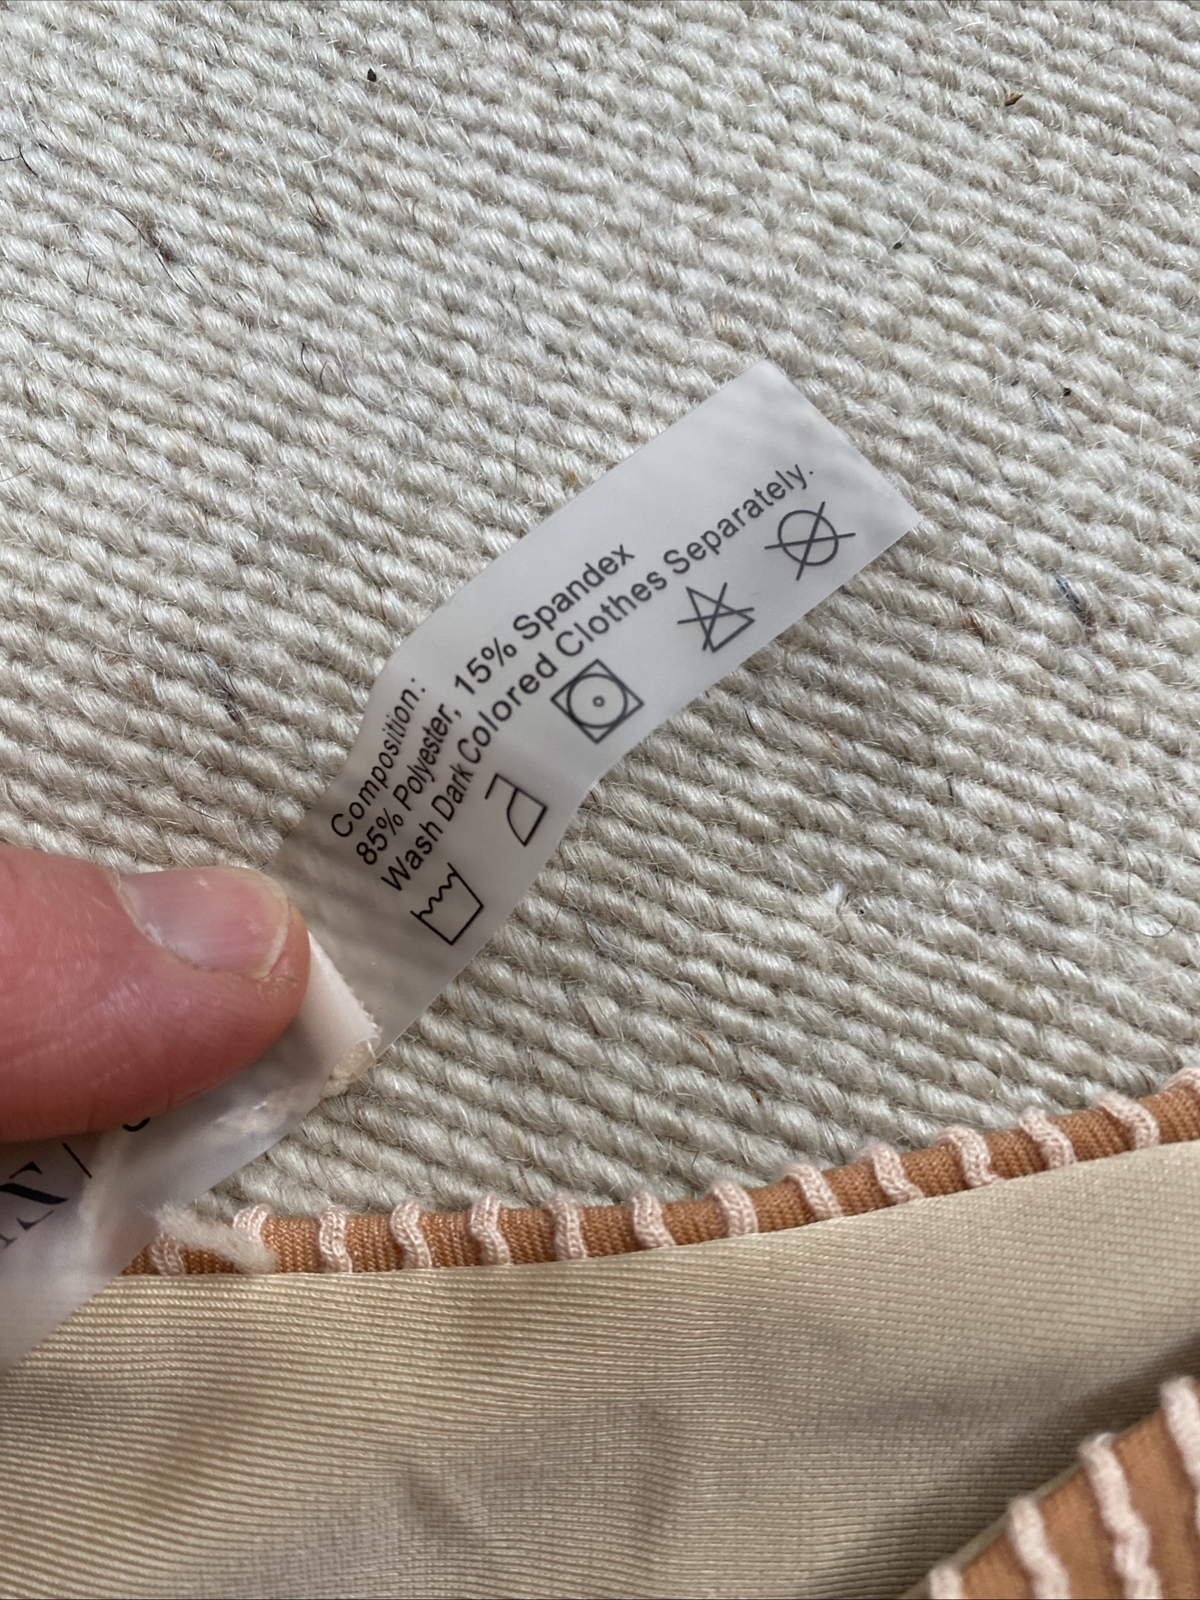 Composition:
85% Polyester, 15% Spandex
Wash Dark Colored Clothes Separately.